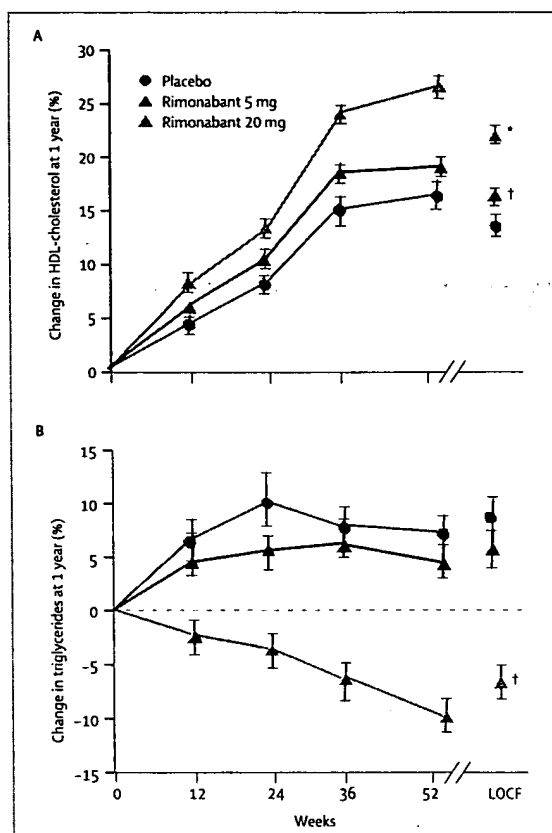 A
30
25
20
15
10
5
0
Change in HDL-cholesterol at 1 year (%)
Placebo
Rimonabant 5 mg
Rimonabant 20 mg
*
†
B
15
10
5
0
-5
-10
-15
Change in triglycerides at 1 year (%)
†
0 12 24 36 52 LOCF
Weeks